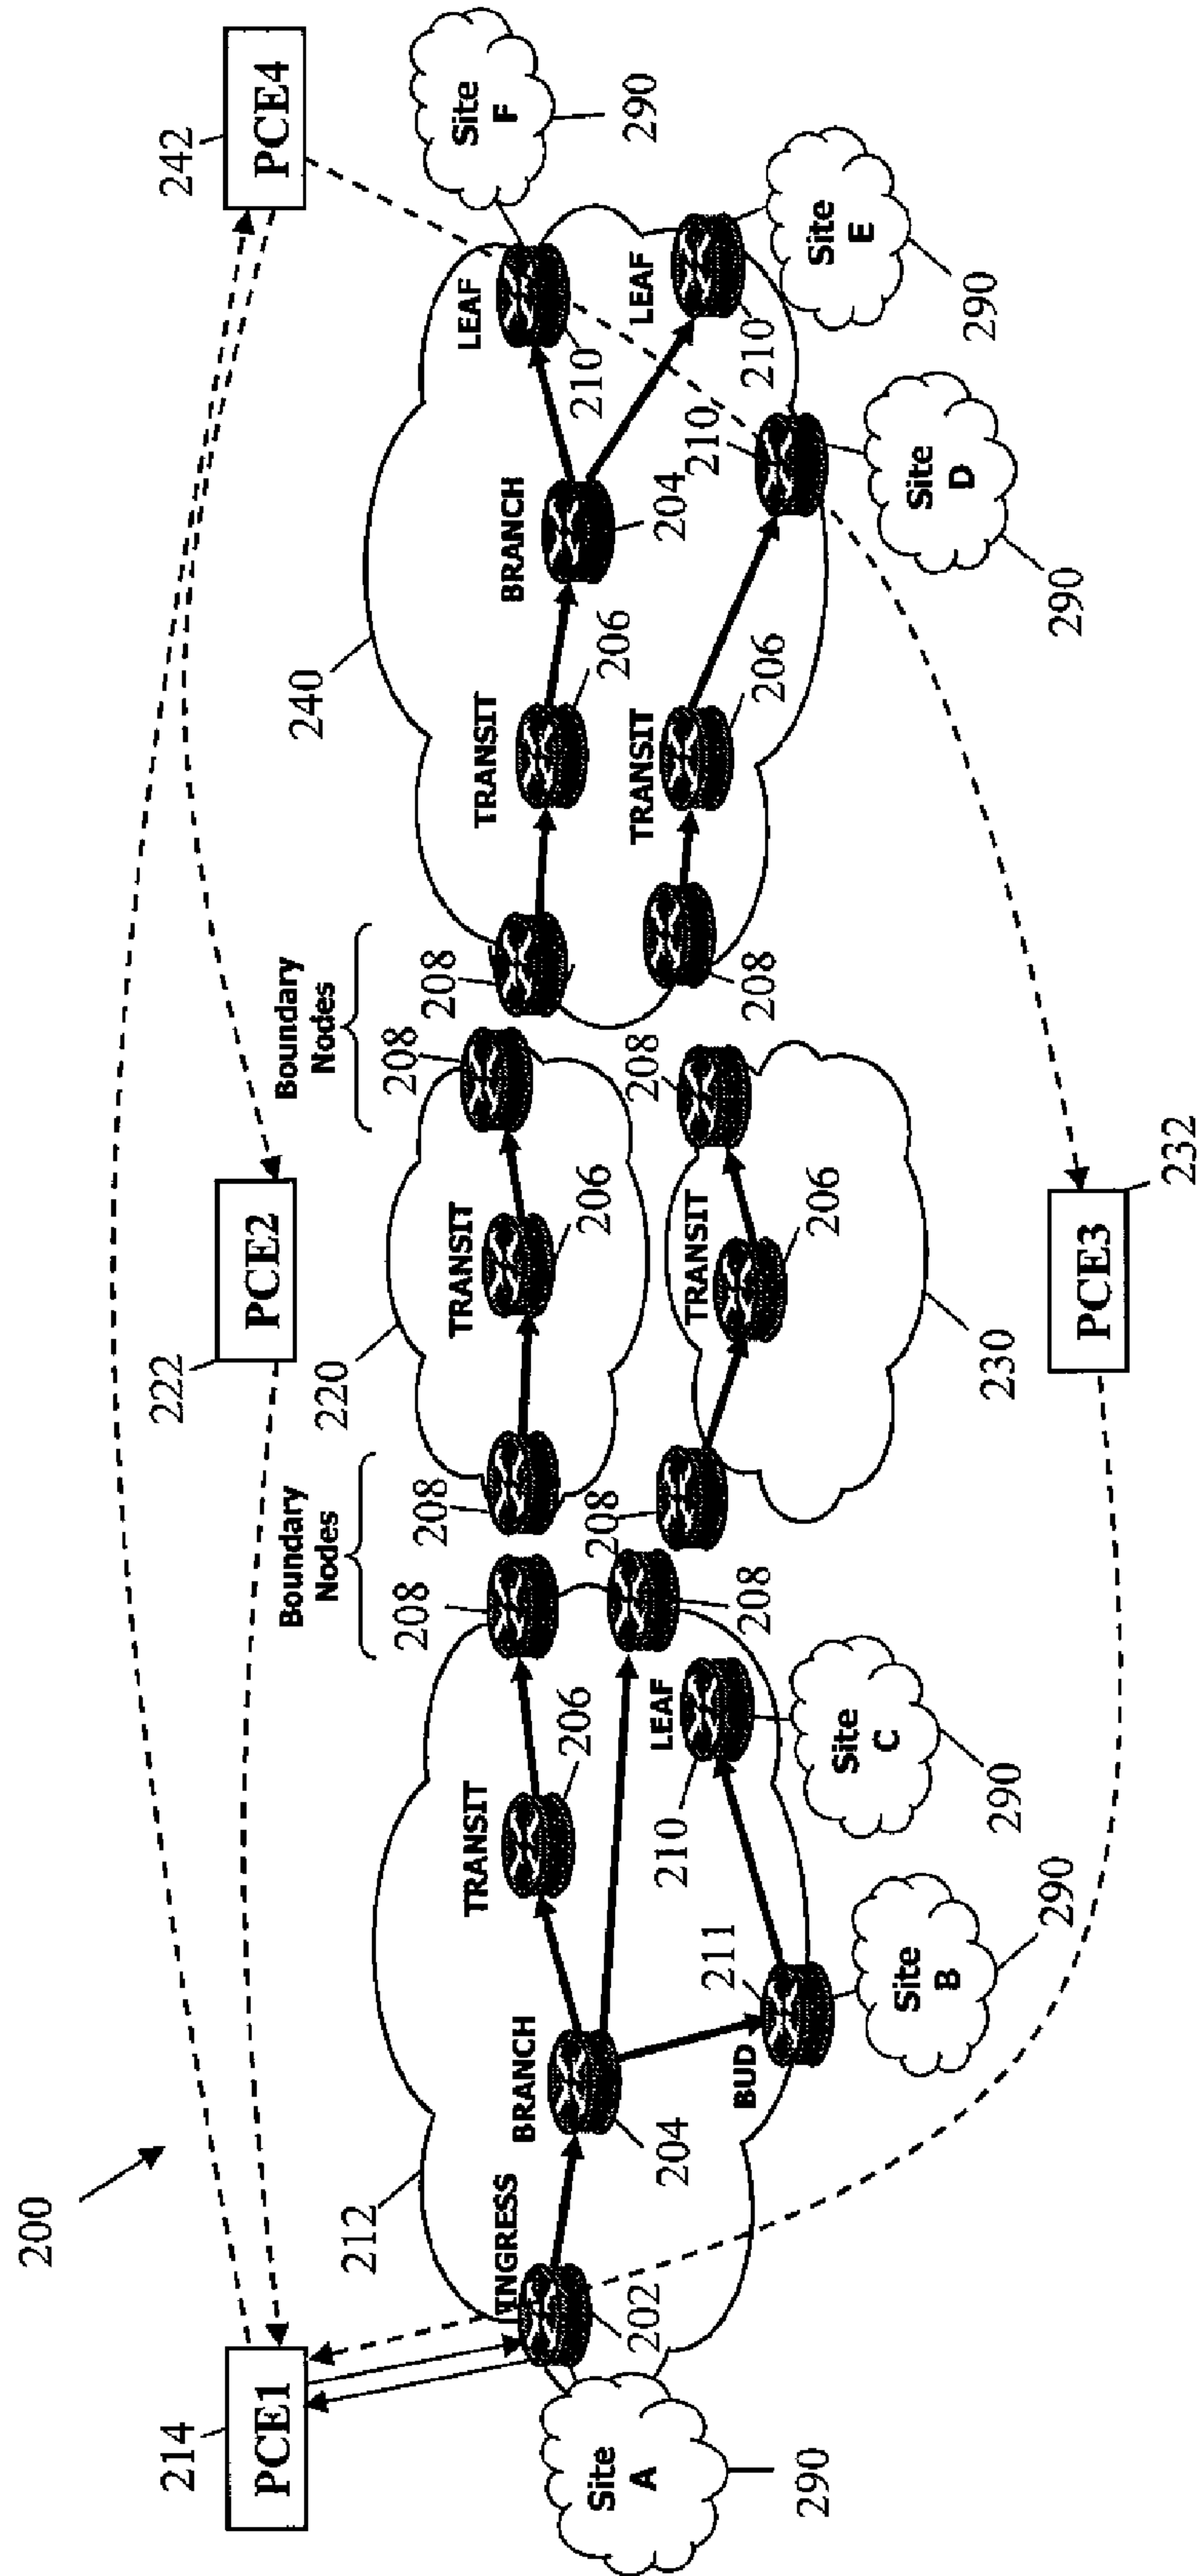 200
214
PCE1
222
PCE2
242
PCE4
212
Boundary
Nodes
220
Boundary
Nodes
240
INGRESS
202
BRANCH
204
TRANSIT
206
208
208
TRANSIT
206
208
208
TRANSIT
206
BRANCH
204
LEAF
210
Site
F
290
LEAF
210
Site
E
290
Site
A
290
BUD
211
Site
B
290
LEAF
210
Site
C
290
208
208
208
TRANSIT
206
208
230
208
TRANSIT
206
210
Site
D
290
PCE3
232